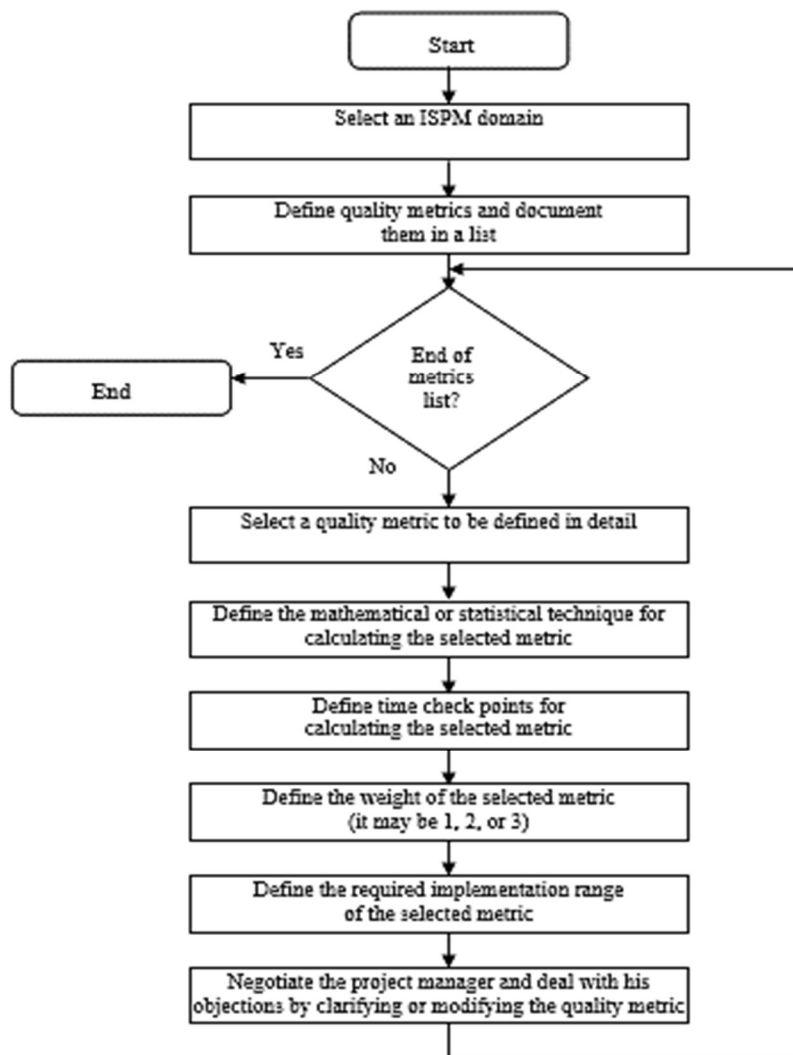 Start
Select an ISPM domain
Define quality metrics and document
them in a list
Yes
End of
metrics
list?
End
No
Select a quality metric to be defined in detail
Define the mathematical or statistical technique for
calculating the selected metric
Define time check points for
calculating the selected metric
Define the weight of the selected metric
(it may be 1, 2, or 3)
Define the required implementation range
of the selected metric
Negotiate the project manager and deal with his
objections by clarifying or modifying the quality metric